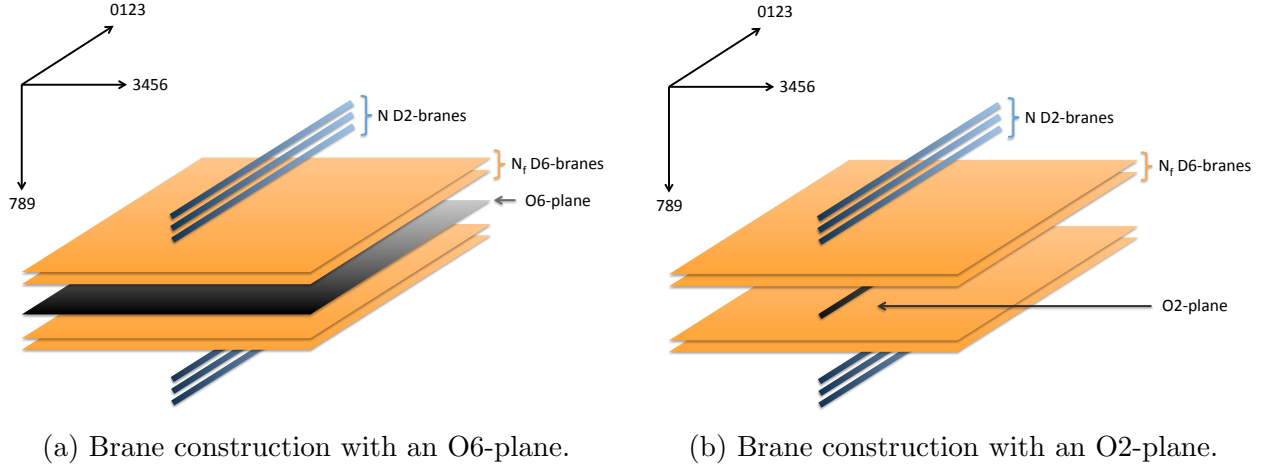 0123
3456
789
N D2-branes
N_f D6-branes
O6-plane
(a) Brane construction with an O6-plane.
0123
3456
789
N D2-branes
N_f D6-branes
O2-plane
(b) Brane construction with an O2-plane.